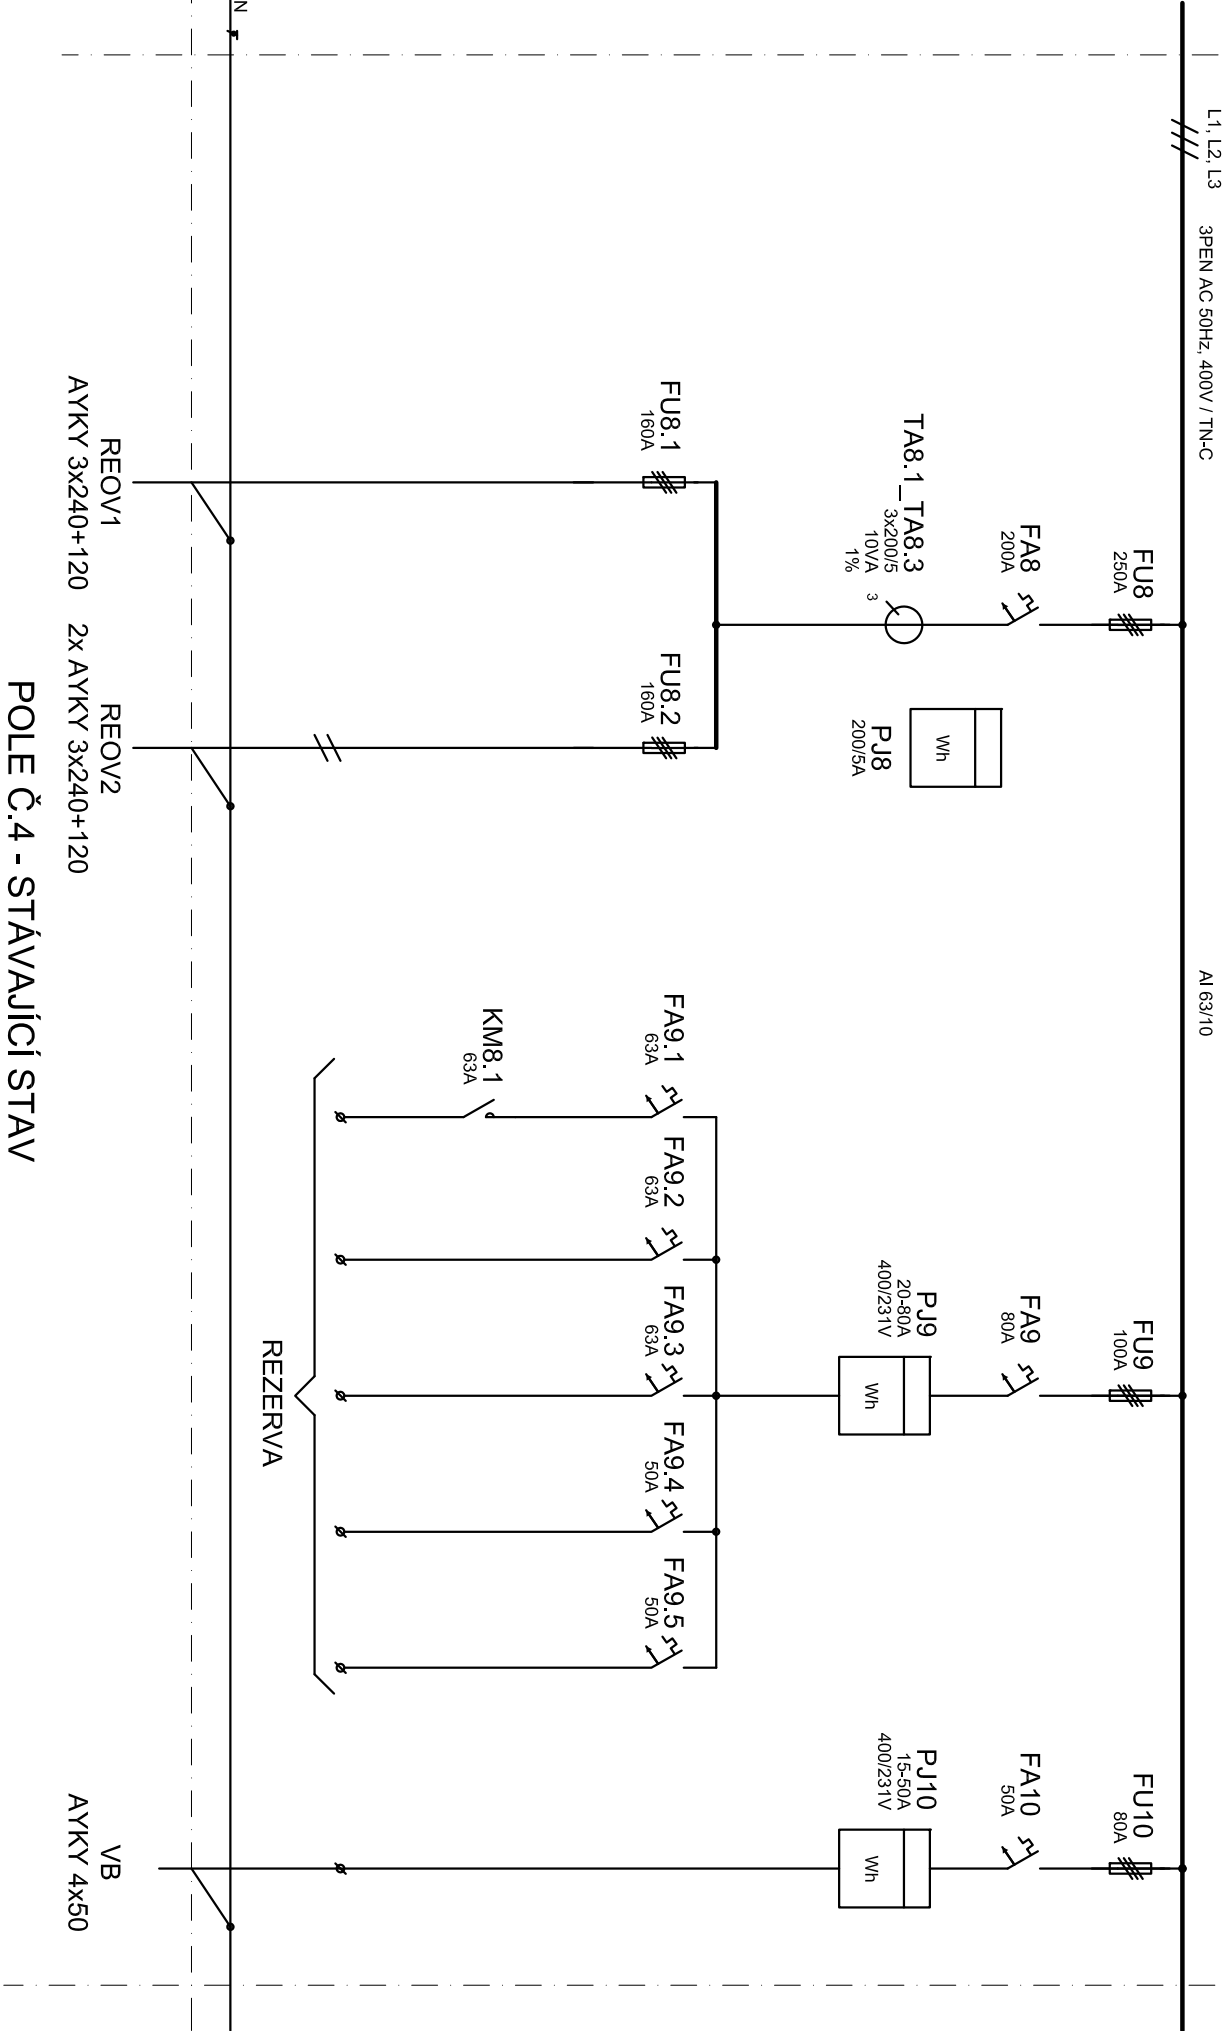 L1, L2, L3
3PEN AC 50Hz, 400V / TN-C
Al 63/10
FU8
250A
FU9
100A
FU10
80A
FA8
200A
FA9
80A
FA10
50A
TA8.1_TA8.3
3x200/5
10VA
1%
3
Wh
PJ8
200/5A
PJ9
20-80A
400/231V
Wh
PJ10
15-50A
400/231V
Wh
FU8.1
160A
FU8.2
160A
FA9.1
63A
FA9.2
63A
FA9.3
63A
FA9.4
50A
FA9.5
50A
KM8.1
63A
REZERVA
N
REOV1
AYKY 3x240+120
REOV2
2x AYKY 3x240+120
VB
AYKY 4x50
POLE Č.4 - STÁVAJÍCÍ STAV